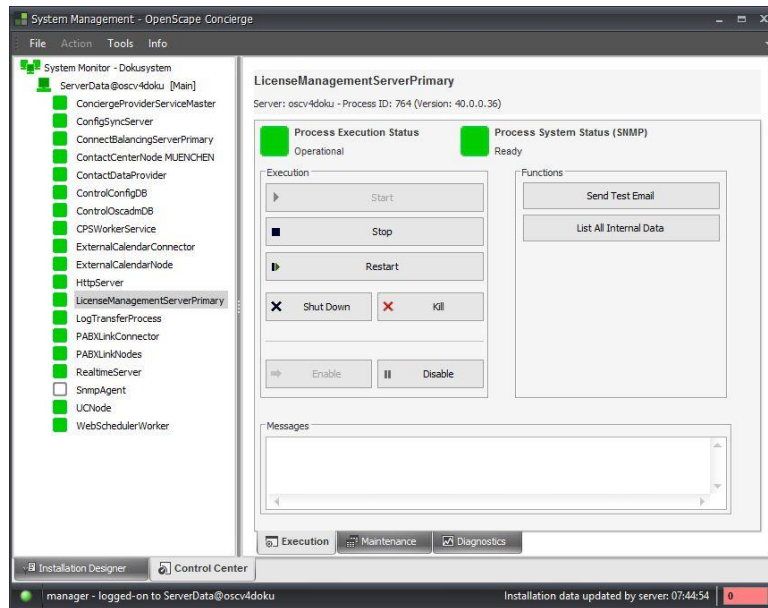 System Management - OpenScape Concierge
File Action Tools Info
System Monitor - Dokusystem
ServerData@oscv4doku [Main]
ConciergeProviderServiceMaster
ConfigSyncServer
ConnectBalancingServerPrimary
ContactCenterNode MUENCHEN
ContactDataProvider
ControlConfigDB
ControlOscadmDB
CPSWorkerService
ExternalCalendarConnector
ExternalCalendarNode
HttpServer
LicenseManagementServerPrimary
LogTransferProcess
PABXLinkConnector
PABXLinkNodes
RealtimeServer
SnmpAgent
UCNode
WebSchedulerWorker
LicenseManagementServerPrimary
Server: oscv4doku - Process ID: 764 (Version: 40.0.0.36)
Process Execution Status
Operational
Process System Status (SNMP)
Ready
Execution
Start
Stop
Restart
Shut Down
Kill
Enable
Disable
Functions
Send Test Email
List All Internal Data
Messages
Execution Maintenance Diagnostics
Installation Designer Control Center
manager - logged-on to ServerData@oscv4doku
Installation data updated by server: 07:44:54
0